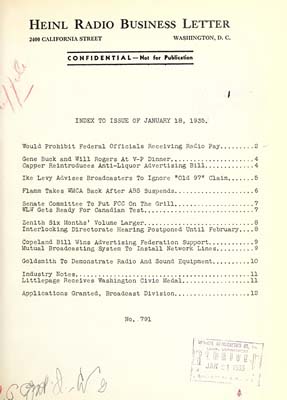 HEINL RADIO BUSINESS LETTER
2400 CALIFORNIA STREET WASHINGTON, D. C.
CONFIDENTIAL—Not for Publication
INDEX TO ISSUE OF JANUARY 18, 1935.
Would Prohibit Federal Officials Receiving Radio Pay........2
Gene Buck and Will Rogers At V-P Dinner.....................4
Capper Reintroduces Anti-Liquor Advertising Bill............4
Ike Levy Advises Broadcasters To Ignore "Old 97" Claim......5
Flamm Takes WMCA Back After ABS Suspends....................6
Senate Committee To Put FCC On The Grill....................7
WLW Gets Ready For Canadian Test............................7
Zenith Six Months' Volume Larger............................8
Interlocking Directorate Hearing Postponed Until February...8
Copeland Bill Wins Advertising Federation Support...........9
Mutual Broadcasting System To Install Network Lines.........9
Goldsmith To Demonstrate Radio And Sound Equipment.........10
Industry Notes.............................................11
Littlepage Receives Washington Civic Medal.................11
Applications Granted, Broadcast Division...................12
No. 791
JAN 21 1935